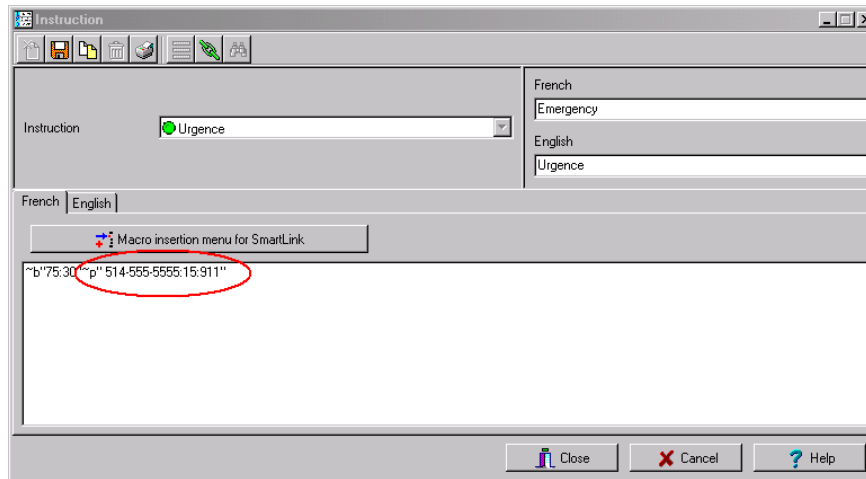 Instruction
French
Emergency
Instruction
Urgence
English
Urgence
French
English
Macro insertion menu for SmartLink
~b"75:30"~p" 514-555-5555:15:911"
Close
Cancel
? Help